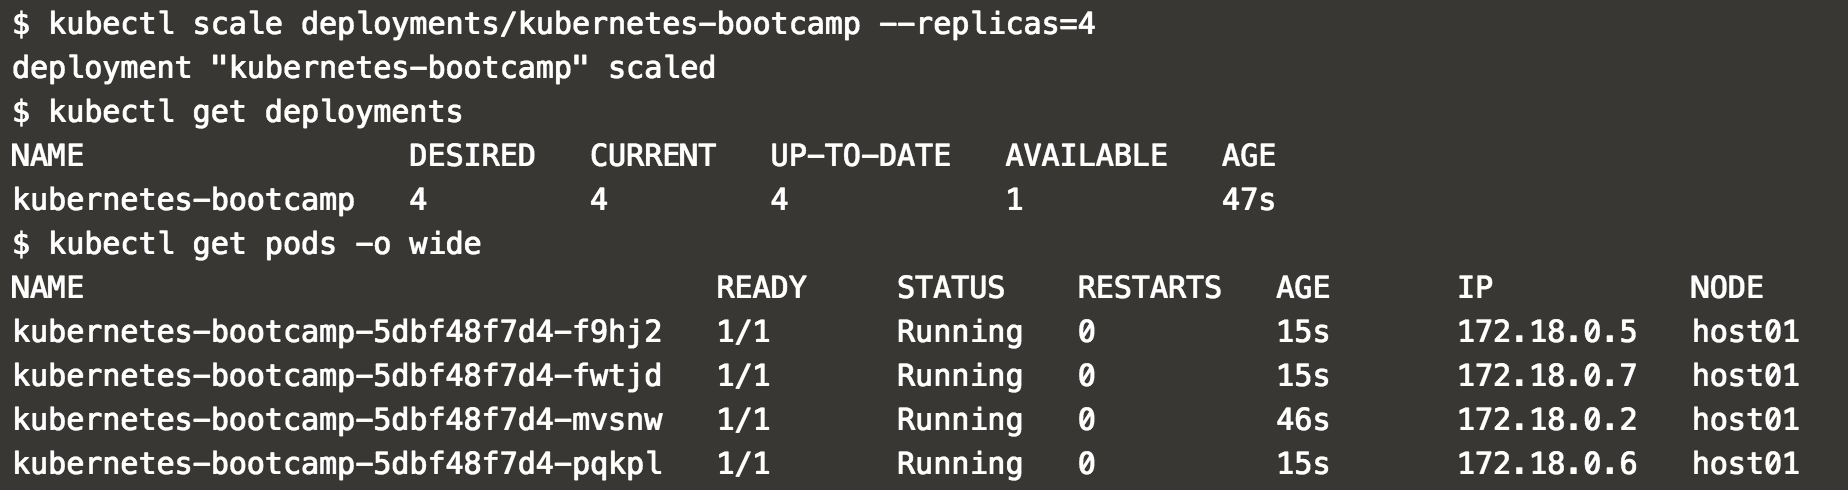 $ kubectl scale deployments/kubernetes-bootcamp --replicas=4
deployment "kubernetes-bootcamp" scaled
$ kubectl get deployments
NAME                  DESIRED   CURRENT   UP-TO-DATE   AVAILABLE   AGE
kubernetes-bootcamp   4         4         4            1           47s
$ kubectl get pods -o wide
NAME                                   READY     STATUS    RESTARTS   AGE       IP           NODE
kubernetes-bootcamp-5dbf48f7d4-f9hj2   1/1       Running   0          15s       172.18.0.5   host01
kubernetes-bootcamp-5dbf48f7d4-fwtjd   1/1       Running   0          15s       172.18.0.7   host01
kubernetes-bootcamp-5dbf48f7d4-mvsnw   1/1       Running   0          46s       172.18.0.2   host01
kubernetes-bootcamp-5dbf48f7d4-pqkpl   1/1       Running   0          15s       172.18.0.6   host01